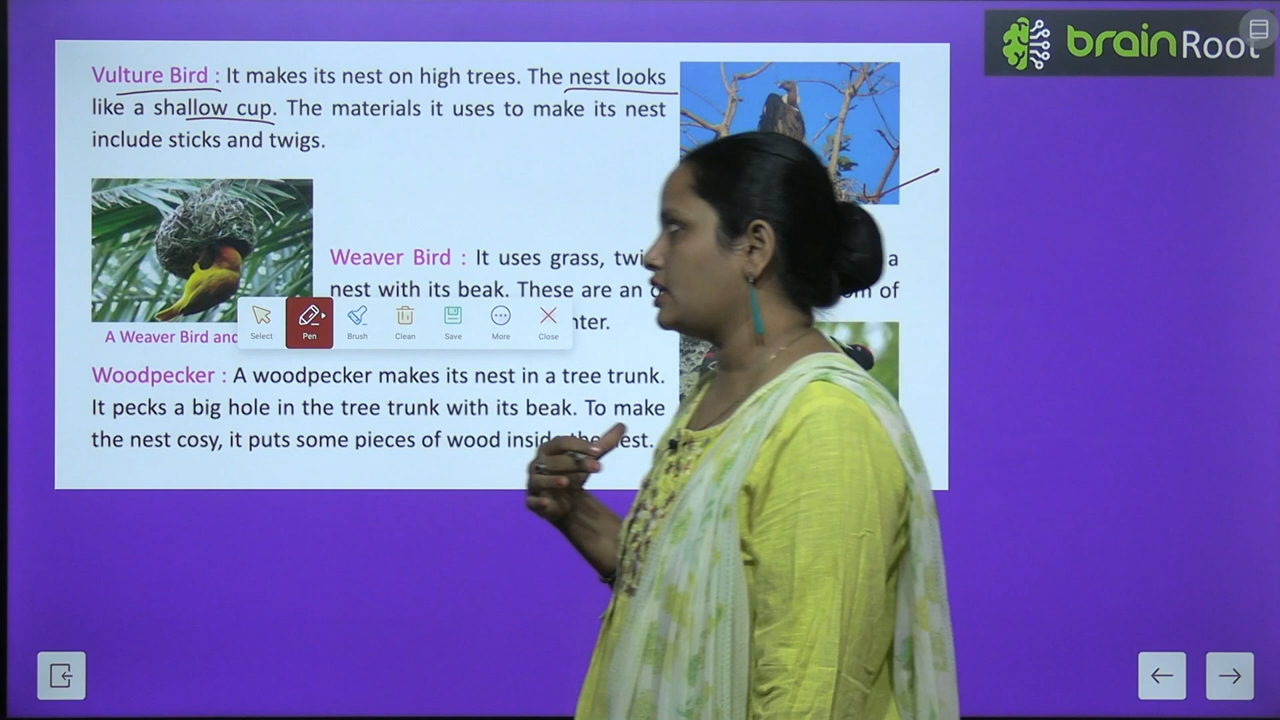 brainRoot
Vulture Bird : It makes its nest on high trees. The nest looks
like a shallow cup. The materials it uses to make its nest
include sticks and twigs.
Weaver Bird : It uses grass, a
nest with its beak. These are an of
A Weaver Bird and
Select
Pen
Brush
Clean
Save
More
Close
Woodpecker : A woodpecker makes its nest in a tree trunk.
It pecks a big hole in the tree trunk with its beak. To make
the nest cosy, it puts some pieces of wood inside the nest.